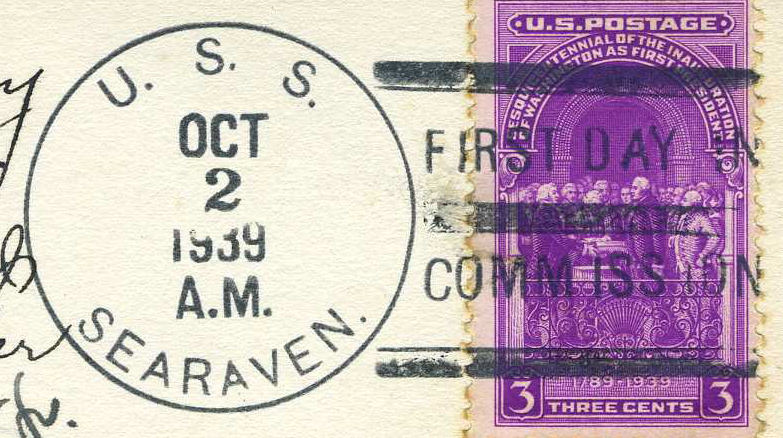 U. S. S.
OCT
2
1939
A.M.
SEARAVEN.
FIRST DAY IN
COMMISSION
U.S. POSTAGE
SESQUICENTENNIAL OF THE INAUGURATION
OF WASHINGTON AS FIRST PRESIDENT
1789-1939
3 THREE CENTS 3
Jr.